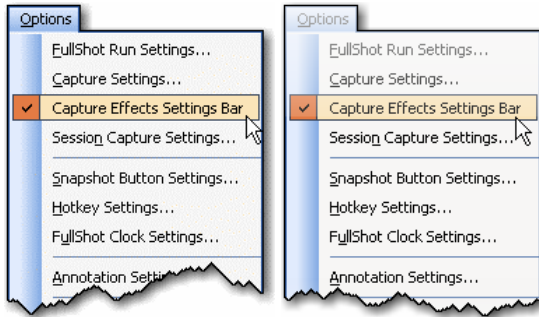 Options
FullShot Run Settings...
Capture Settings...
Capture Effects Settings Bar
Session Capture Settings...
Snapshot Button Settings...
Hotkey Settings...
FullShot Clock Settings...
Annotation Setti
Options
FullShot Run Settings...
Capture Settings...
Capture Effects Settings Bar
Session Capture Settings...
Snapshot Button Settings...
Hotkey Settings...
FullShot Clock Settings...
Annotation Settings...